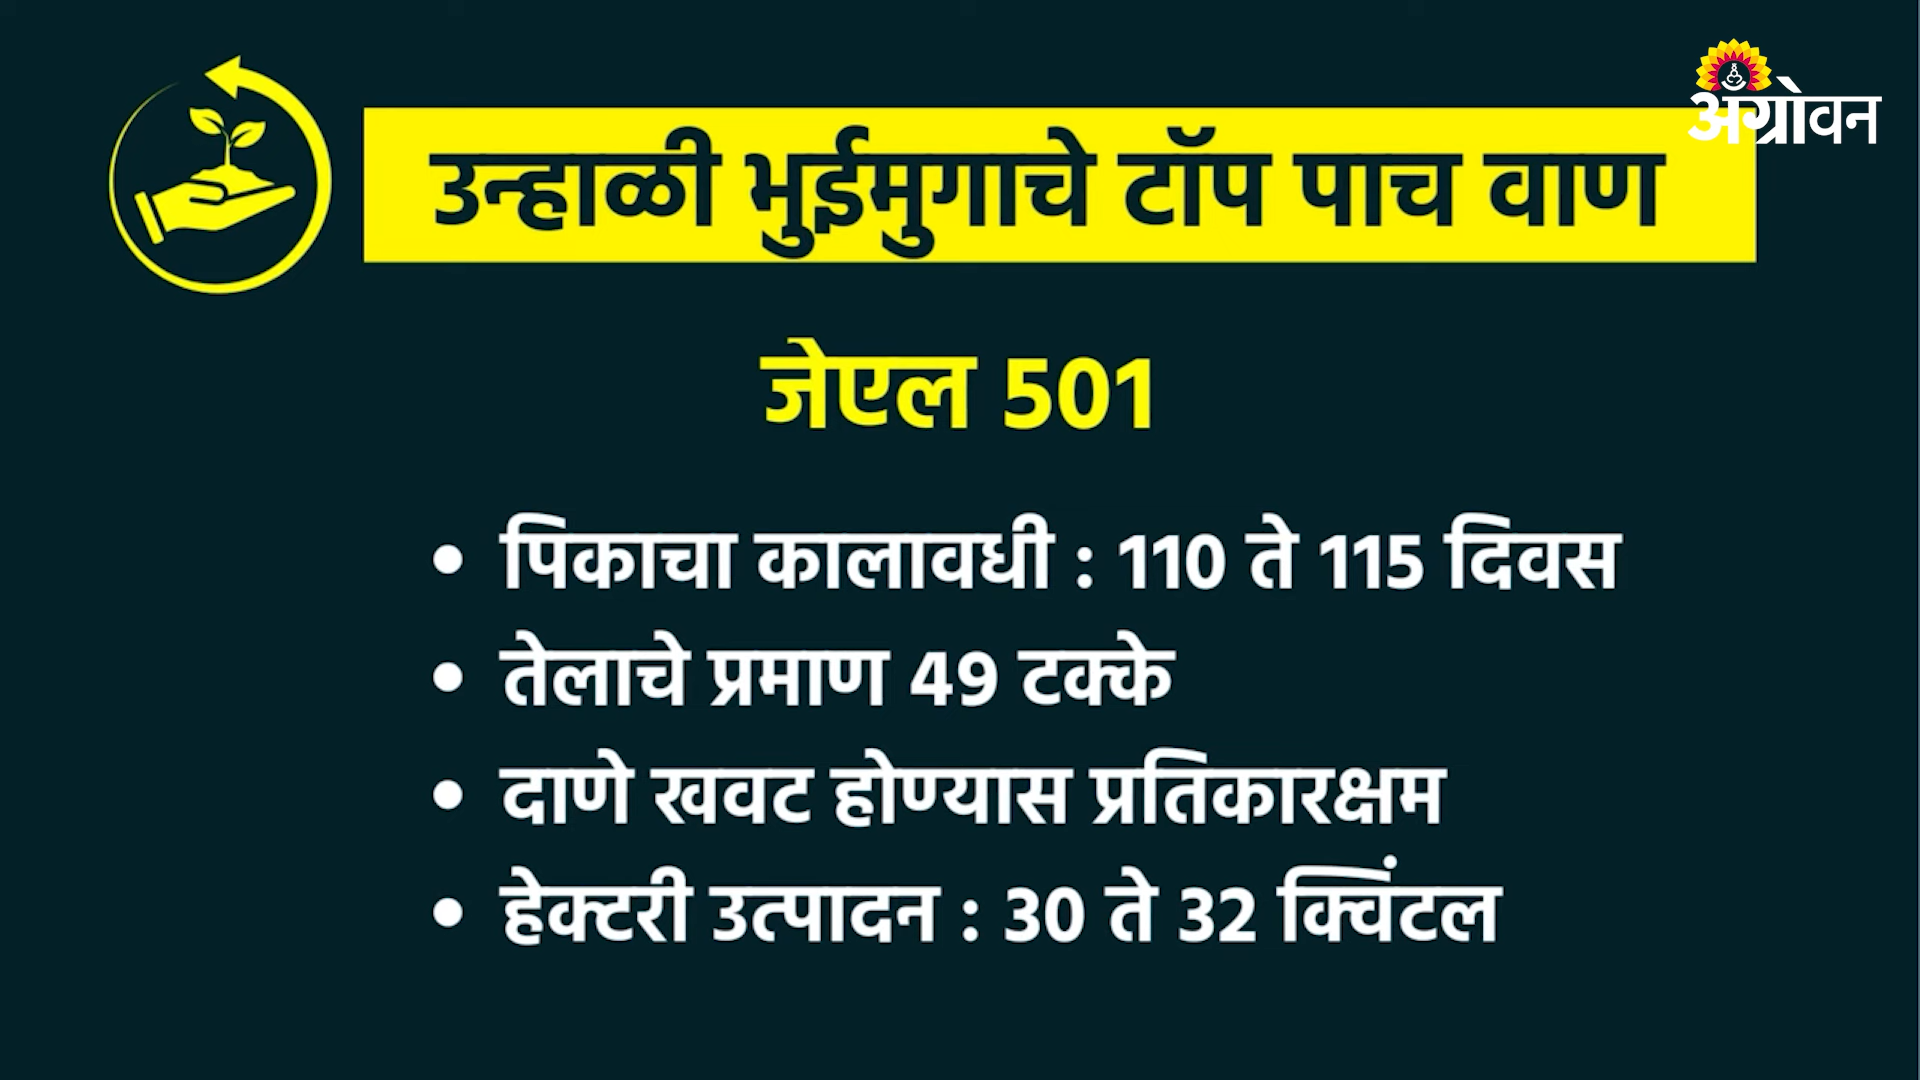 अ‍ॅग्रोवन
उन्हाळी भुईमुगाचे टॉप पाच वाण
जेएल 501
• पिकाचा कालावधी : 110 ते 115 दिवस
• तेलाचे प्रमाण 49 टक्के
• दाणे खवट होण्यास प्रतिकारक्षम
• हेक्टरी उत्पादन : 30 ते 32 क्विंटल